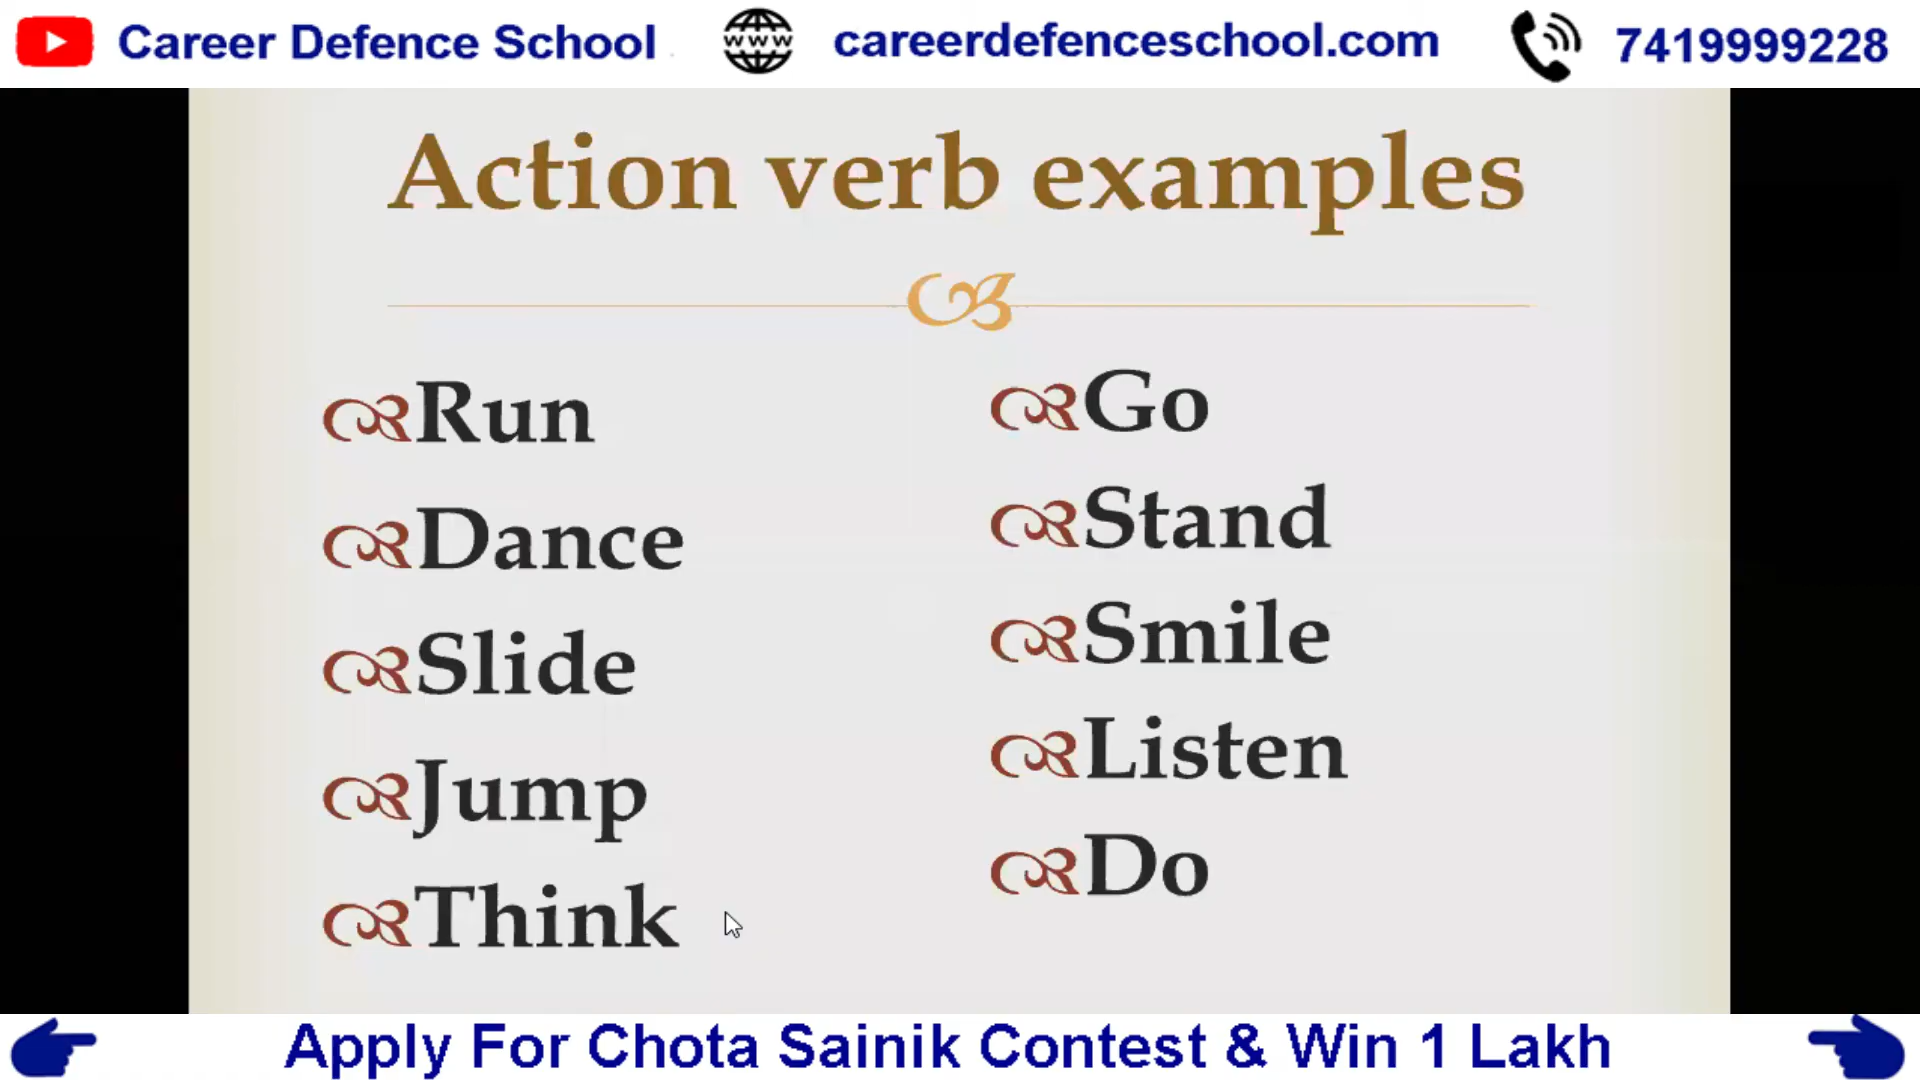 Career Defence School
www
careerdefenceschool.com
7419999228
Action verb examples
Run
Dance
Slide
Jump
Think
Go
Stand
Smile
Listen
Do
Apply For Chota Sainik Contest & Win 1 Lakh